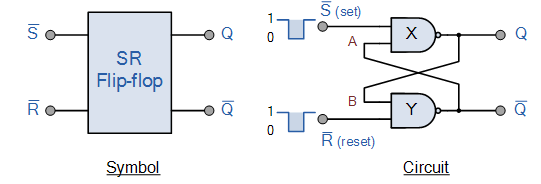 S̅
R̅
SR
Flip-flop
Q
Q̅
Symbol
1
0
S̅ (set)
A
X
Q
B
Y
1
0
R̅ (reset)
Q̅
Circuit